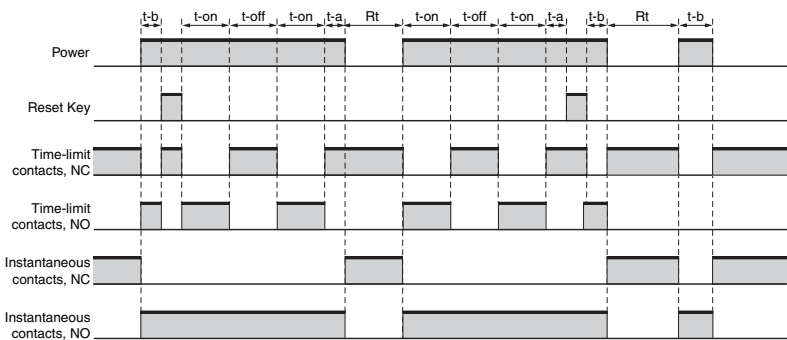 t-b t-on t-off t-on t-a Rt t-on t-off t-on t-a t-b Rt t-b
Power
Reset Key
Time-limit
contacts, NC
Time-limit
contacts, NO
Instantaneous
contacts, NC
Instantaneous
contacts, NO